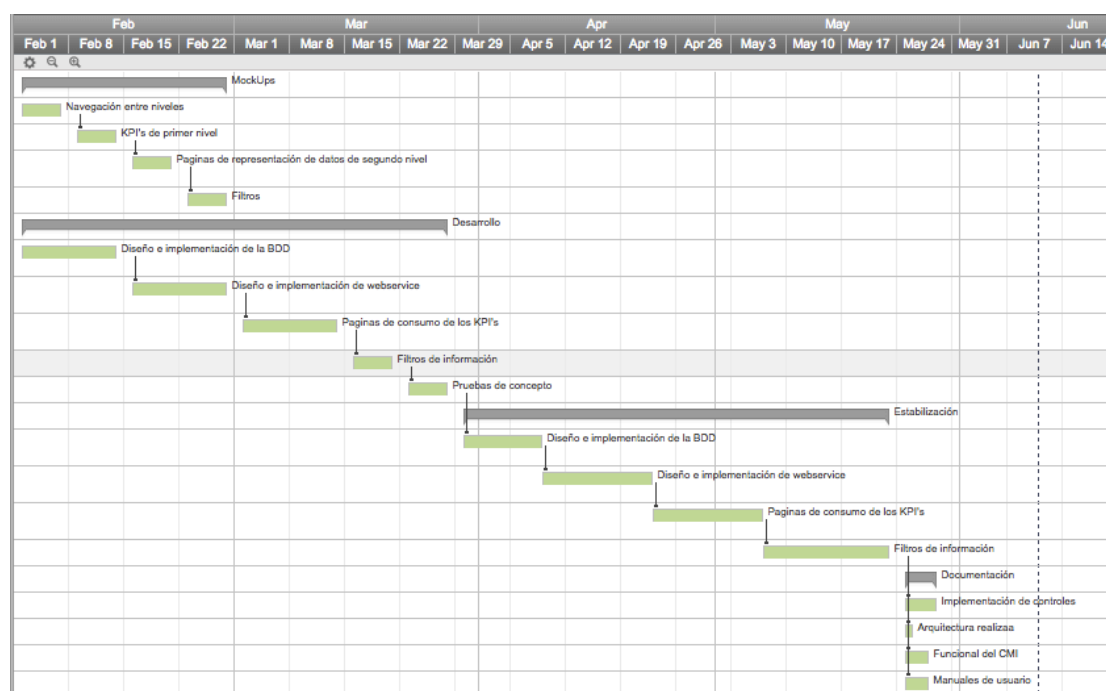 Feb Mar Apr May Jun
Feb 1 Feb 8 Feb 15 Feb 22 Mar 1 Mar 8 Mar 15 Mar 22 Mar 29 Apr 5 Apr 12 Apr 19 Apr 26 May 3 May 10 May 17 May 24 May 31 Jun 7 Jun 14
MockUps
Navegación entre niveles
KPI's de primer nivel
Paginas de representación de datos de segundo nivel
Filtros
Desarrollo
Diseño e implementación de la BDD
Diseño e implementación de webservice
Paginas de consumo de los KPI's
Filtros de información
Pruebas de concepto
Estabilización
Diseño e implementación de la BDD
Diseño e implementación de webservice
Paginas de consumo de los KPI's
Filtros de información
Documentación
Implementación de controles
Arquitectura realizaa
Funcional del CMI
Manuales de usuario